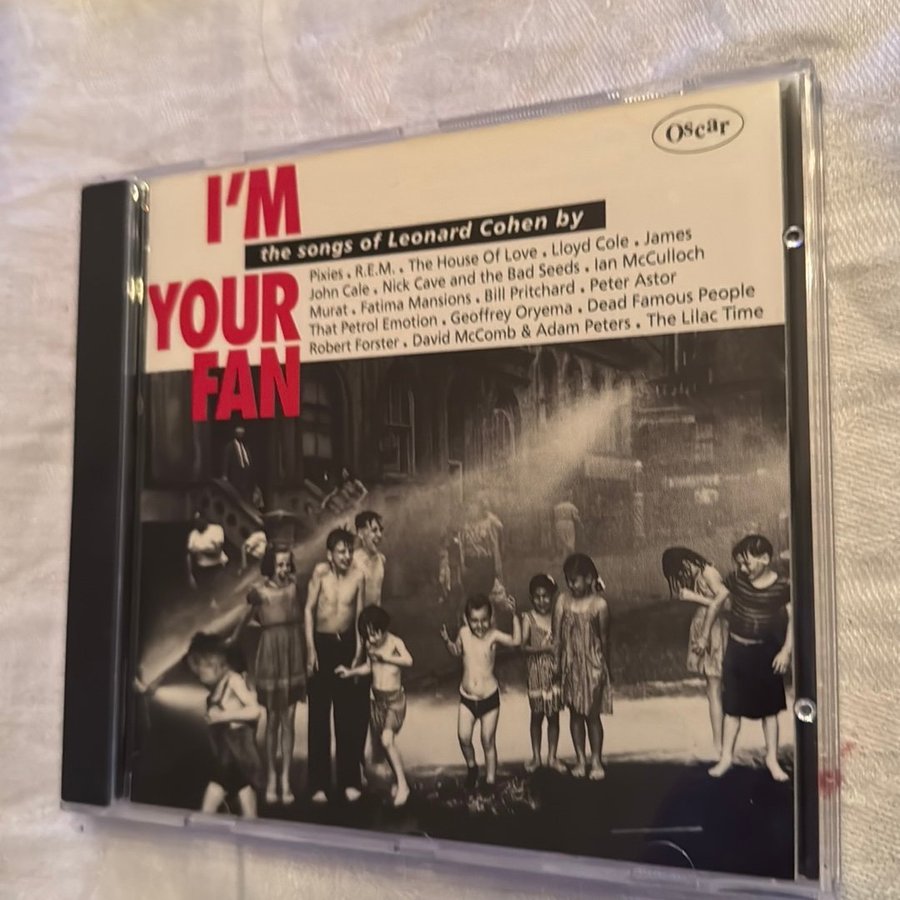 Oscar
I'M
YOUR
FAN
the songs of Leonard Cohen by
Pixies . R.E.M. . The House Of Love . Lloyd Cole . James
John Cale . Nick Cave and the Bad Seeds . Ian McCulloch
Murat . Fatima Mansions . Bill Pritchard . Peter Astor
That Petrol Emotion . Geoffrey Oryema . Dead Famous People
Robert Forster . David McComb & Adam Peters . The Lilac Time